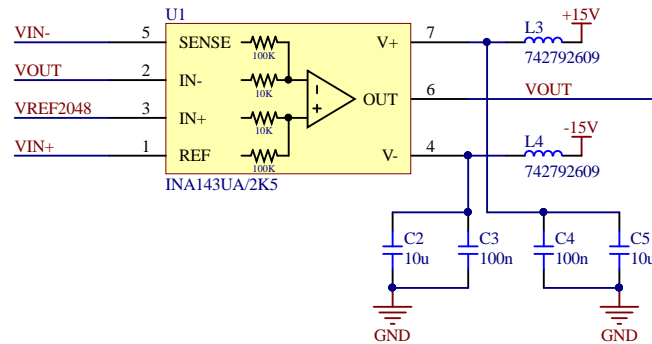 U1
VIN-
5
SENSE
100K
VOUT
2
IN-
10K
VREF2048
3
IN+
10K
VIN+
1
REF
100K
-
+
V+
7
OUT
6
VOUT
V-
4
INA143UA/2K5
L3
+15V
742792609
L4
-15V
742792609
C2
10u
C3
100n
C4
100n
C5
10u
GND
GND